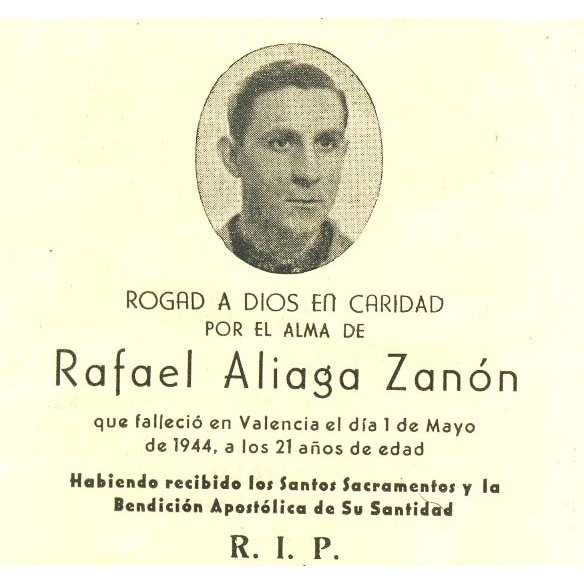 ROGAD A DIOS EN CARIDAD
POR EL ALMA DE
Rafael Aliaga Zanón
que falleció en Valencia el día 1 de Mayo
de 1944, a los 21 años de edad
Habiendo recibido los Santos Sacramentos y la
Bendición Apostólica de Su Santidad
R. I. P.